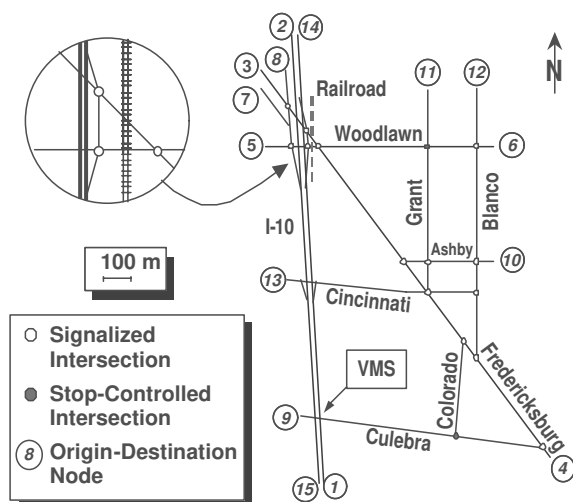 2
14
3
8
11
12
N
7
Railroad
5
Woodlawn
6
Grant
Blanco
I-10
Ashby
10
100 m
13
Cincinnati
Signalized
Intersection
Stop-Controlled
Intersection
8 Origin-Destination
Node
VMS
Colorado
Fredericksburg
9
Culebra
4
15
1